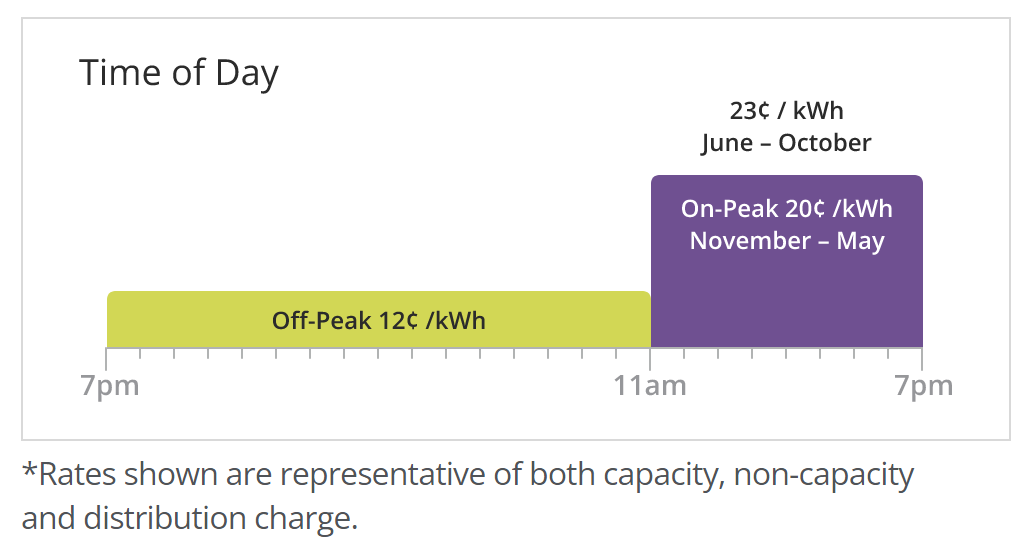 Time of Day
23¢ / kWh
June – October
On-Peak 20¢ /kWh
November – May
Off-Peak 12¢ /kWh
7pm
11am
7pm
*Rates shown are representative of both capacity, non-capacity
and distribution charge.